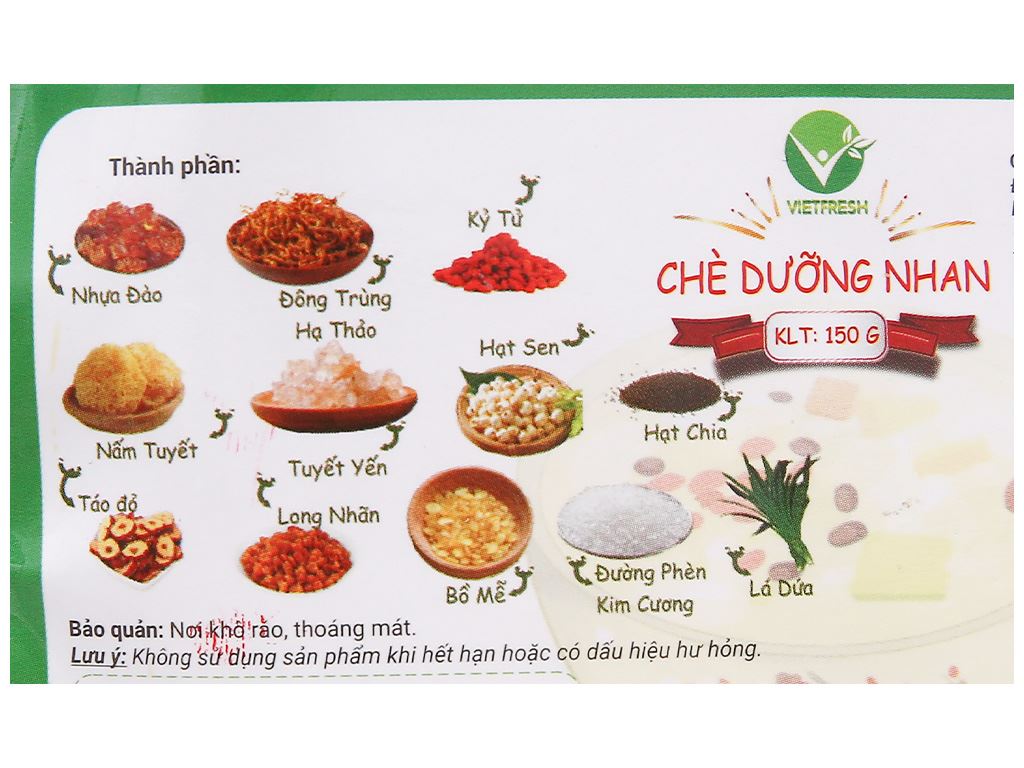 Thành phần:
VIETFRESH
CHÈ DƯỠNG NHAN
KLT: 150 G
Nhựa Đào
Đông Trùng
Hạ Thảo
Kỷ Tử
Nấm Tuyết
Tuyết Yến
Hạt Sen
Hạt Chia
Táo đỏ
Long Nhãn
Bồ Mễ
Đường Phèn
Kim Cương
Lá Dứa
Bảo quản: Nơi khô ráo, thoáng mát.
Lưu ý: Không sử dụng sản phẩm khi hết hạn hoặc có dấu hiệu hư hỏng.